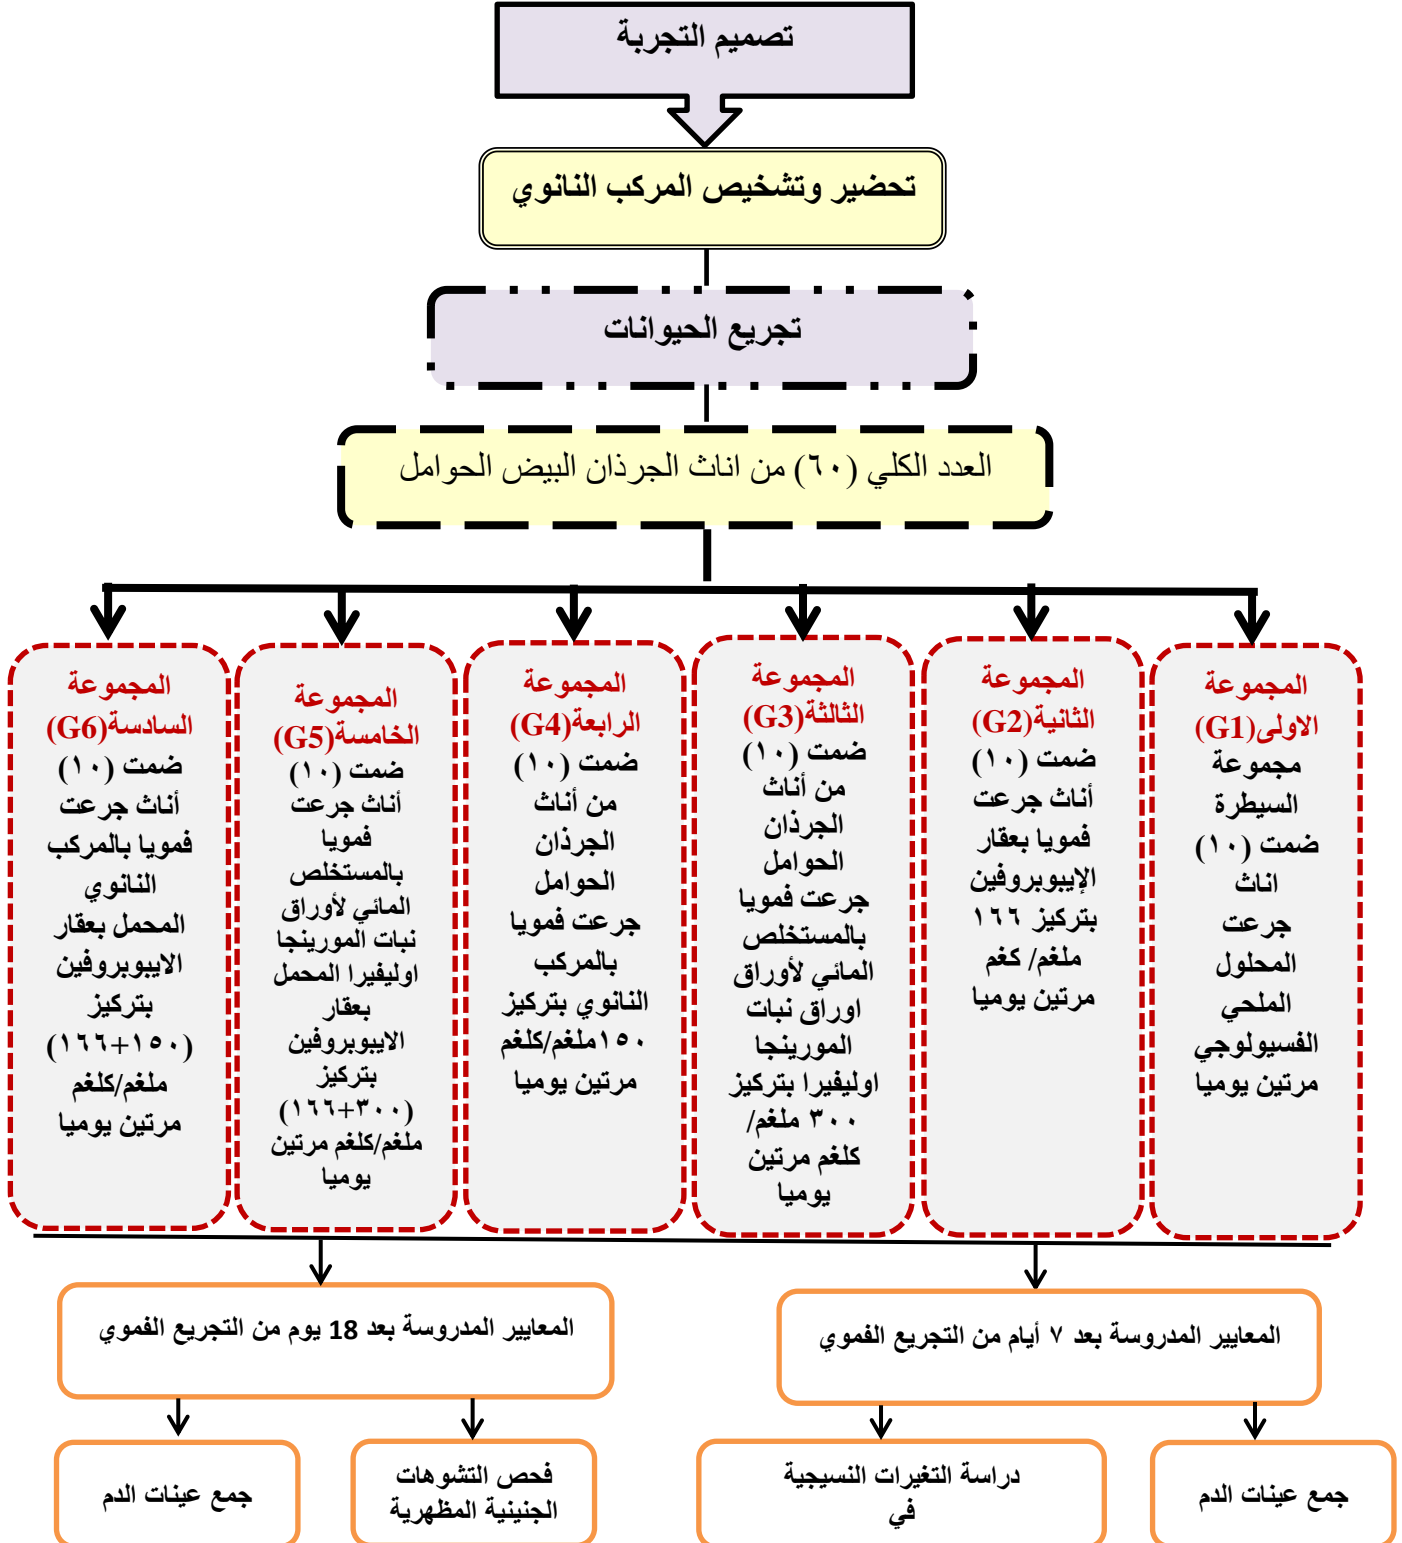 تصميم التجربة
تحضير وتشخيص المركب النانوي
تجريع الحيوانات
العدد الكلي (٦٠) من اناث الجرذان البيض الحوامل
المجموعة
الاولى(G1)
مجموعة
السيطرة
ضمت (١٠)
اناث
جرعت
المحلول
الملحي
الفسيولوجي
مرتين يوميا
المجموعة
الثانية(G2)
ضمت (١٠)
أناث جرعت
فمويا بعقار
الإيبوبروفين
بتركيز ١٦٦
ملغم/ كغم
مرتين يوميا
المجموعة
الثالثة(G3)
ضمت (١٠)
من أناث
الجرذان
الحوامل
جرعت فمويا
بالمستخلص
المائي لأوراق
اوراق نبات
المورينجا
اوليفيرا بتركيز
٣٠٠ ملغم/
كلغم مرتين
يوميا
المجموعة
الرابعة(G4)
ضمت (١٠)
من أناث
الجرذان
الحوامل
جرعت فمويا
بالمركب
النانوي بتركيز
١٥٠ملغم/كلغم
مرتين يوميا
المجموعة
الخامسة(G5)
ضمت (١٠)
أناث جرعت
فمويا
بالمستخلص
المائي لأوراق
نبات المورينجا
اوليفيرا المحمل
بعقار
الايبوبروفين
بتركيز
(٣٠٠+١٦٦)
ملغم/كلغم مرتين
يوميا
المجموعة
السادسة(G6)
ضمت (١٠)
أناث جرعت
فمويا بالمركب
النانوي
المحمل بعقار
الايبوبروفين
بتركيز
(١٥٠+١٦٦)
ملغم/كلغم
مرتين يوميا
المعايير المدروسة بعد ٧ أيام من التجريع الفموي
المعايير المدروسة بعد 18 يوم من التجريع الفموي
جمع عينات الدم
دراسة التغيرات النسيجية
في
فحص التشوهات
الجنينية المظهرية
جمع عينات الدم